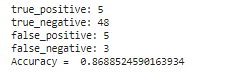 true_positive: 5
true_negative: 48
false_positive: 5
false_negative: 3
Accuracy =  0.8688524590163934